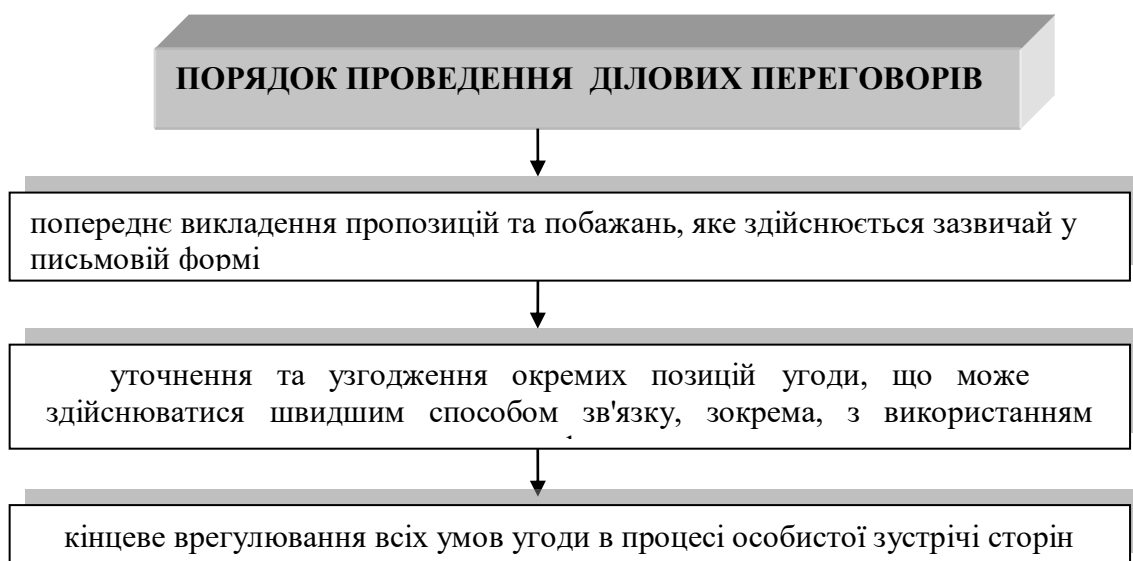 ПОРЯДОК ПРОВЕДЕННЯ ДІЛОВИХ ПЕРЕГОВОРІВ
попереднє викладення пропозицій та побажань, яке здійснюється зазвичай у
письмовій формі
уточнення та узгодження окремих позицій угоди, що може
здійснюватися швидшим способом зв'язку, зокрема, з використанням
кінцеве врегулювання всіх умов угоди в процесі особистої зустрічі сторін